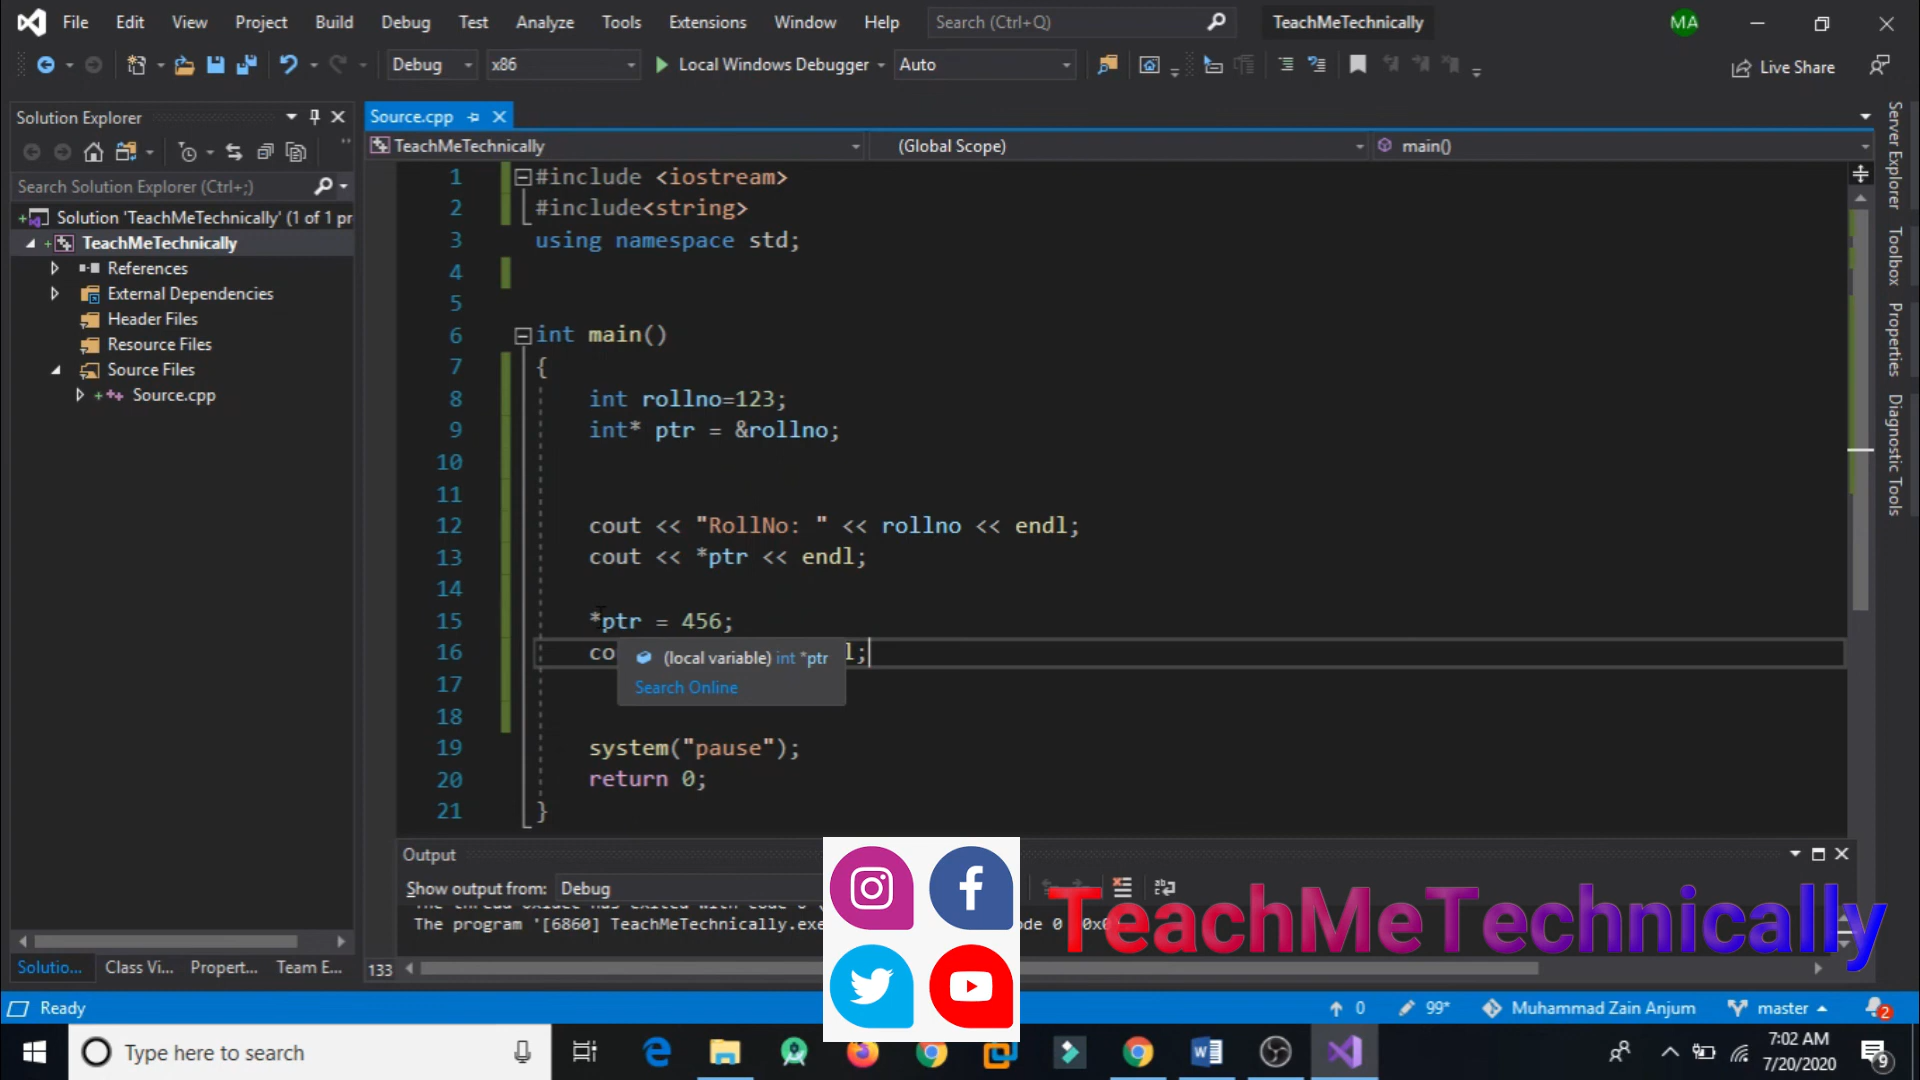 File Edit View Project Build Debug Test Analyze Tools Extensions Window Help Search (Ctrl+Q) TeachMeTechnically MA
Debug x86 Local Windows Debugger Auto Live Share
Solution Explorer
Search Solution Explorer (Ctrl+;)
Solution 'TeachMeTechnically' (1 of 1 pr
TeachMeTechnically
References
External Dependencies
Header Files
Resource Files
Source Files
Source.cpp
Soluti... Class Vi... Propert... Team E...
Source.cpp
TeachMeTechnically (Global Scope) main()
1 #include <iostream>
2 #include<string>
3 using namespace std;
4
5
6 int main()
7 {
8 int rollno=123;
9 int* ptr = &rollno;
10
11
12 cout << "RollNo: " << rollno << endl;
13 cout << *ptr << endl;
14
15 *ptr = 456;
16 co l;
(local variable) int *ptr
Search Online
17
18
19 system("pause");
20 return 0;
21 }
Server Explorer
Toolbox
Properties
Diagnostic Tools
Output
Show output from: Debug
The program '[6860] TeachMeTechnically.exe ode 0 (0x0
133
TeachMeTechnically
Ready 0 99* Muhammad Zain Anjum master 2
Type here to search
7:02 AM
7/20/2020
9